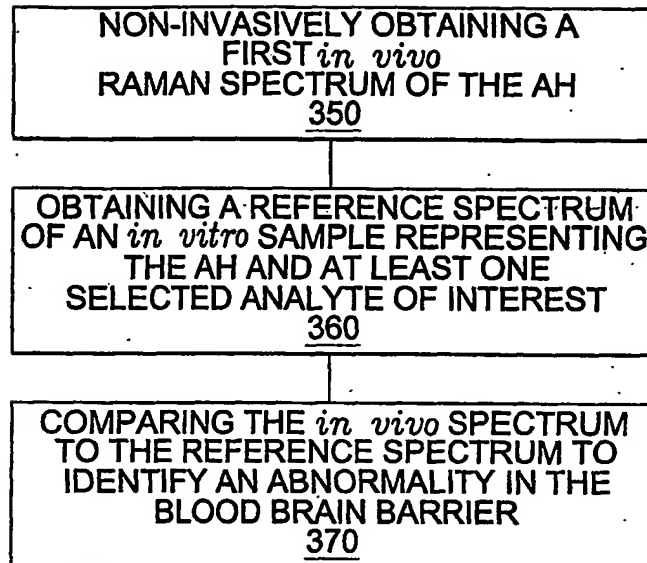 NON-INVASIVELY OBTAINING A
FIRST in vivo
RAMAN SPECTRUM OF THE AH
350
OBTAINING A REFERENCE SPECTRUM
OF AN in vitro SAMPLE REPRESENTING
THE AH AND AT LEAST ONE
SELECTED ANALYTE OF INTEREST
360
COMPARING THE in vivo SPECTRUM
TO THE REFERENCE SPECTRUM TO
IDENTIFY AN ABNORMALITY IN THE
BLOOD BRAIN BARRIER
370